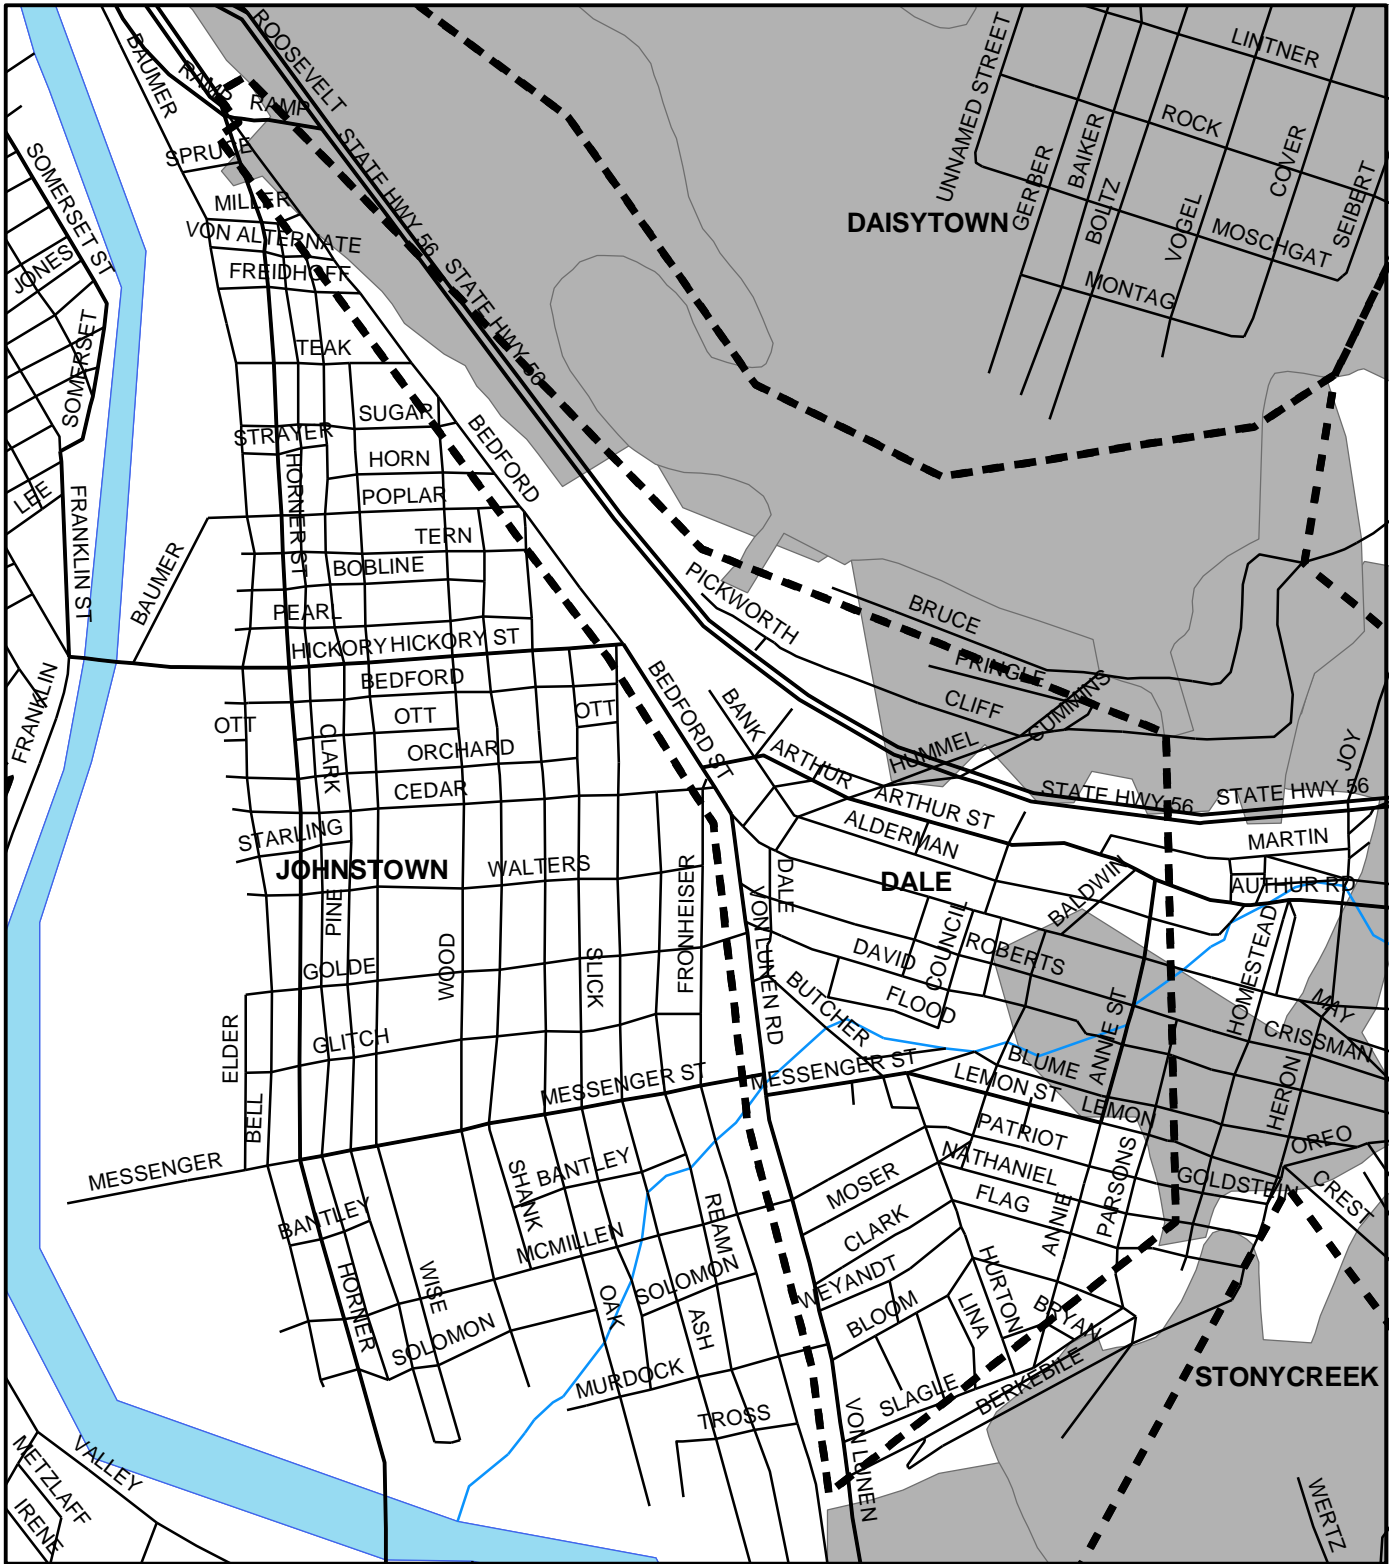 ROOSEVELT
BAUMER
RAMP
RAMP
LINTNER
UNNAMED STREET
ROCK
BAIKER
COVER
GERBER
SPRUCE
STATE HWY 56
SOMERSET ST
SEIBERT
BOLTZ
VOGEL
MILLER
DAISYTOWN
MOSCHGAT
VON ALTERNATE
JONES
FREIDHOFF
STATE HWY 56
MONTAG
TEAK
SOMERSET
SUGAR
STRAYER
BEDFORD
HORN
LEE
POPLAR
HORNER ST
FRANKLIN ST
TERN
BOBLINE
BAUMER
PICKWORTH
BRUCE
PEARL
HICKORY
HICKORY ST
PRINGLE
BEDFORD
FRANKLIN
BEDFORD ST
CLIFF
CUMMINS
OTT
OTT
OTT
BANK
CLARK
ORCHARD
ARTHUR
HUMMEL
JOY
CEDAR
STATE HWY 56
STATE HWY 56
ARTHUR ST
STARLING
ALDERMAN
MARTIN
JOHNSTOWN
WALTERS
DALE
DALE
AUTHUR RD
BALDWIN
PINE
FRONHEISER
VON LUNEN RD
COUNCIL
WOOD
SLICK
DAVID
ROBERTS
HOMESTEAD
GOLDE
BUTCHER
FLOOD
MAY
ELDER
GLITCH
CRISSMAN
ANNIE ST
BLUME
MESSENGER ST
MESSENGER ST
LEMON ST
LEMON
HERON
BELL
PATRIOT
OREO
MESSENGER
SHANK
BANTLEY
NATHANIEL
PARSONS
GOLDSTEIN
CREST
MOSER
FLAG
BANTLEY
REAM
CLARK
ANNIE
MCMILLEN
HORNER
WISE
SOLOMON
WEYANDT
HURTON
OAK
LINA
BRYAN
BLOOM
ASH
SOLOMON
MURDOCK
BERKEBILE
STONYCREEK
SLAGLE
TROSS
VON LUNEN
VALLEY
METZLAFF
IRENE
WERTZ